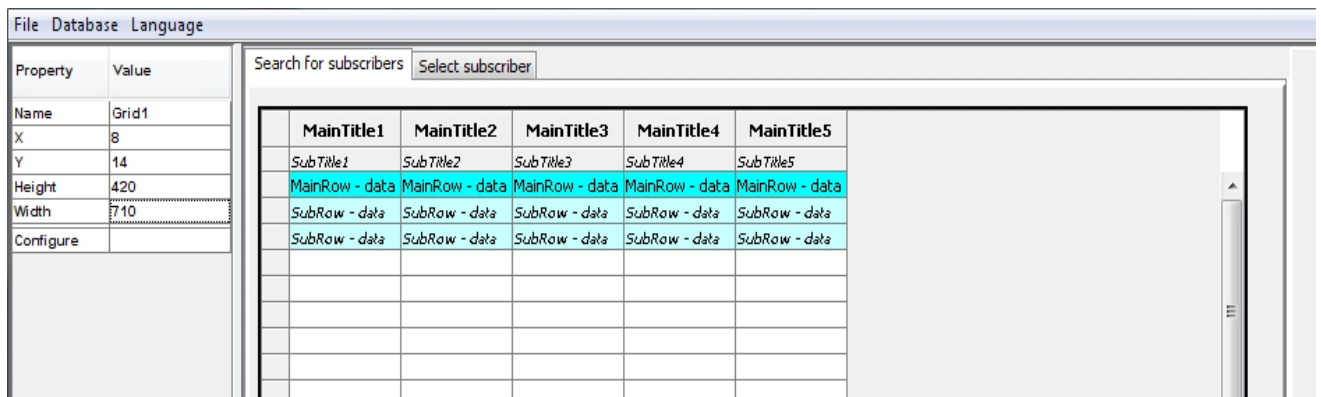 File Database Language
Property Value
Name Grid1
X 8
Y 14
Height 420
Width 710
Configure
Search for subscribers Select subscriber
MainTitle1 MainTitle2 MainTitle3 MainTitle4 MainTitle5
SubTitle1 SubTitle2 SubTitle3 SubTitle4 SubTitle5
MainRow - data MainRow - data MainRow - data MainRow - data MainRow - data
SubRow - data SubRow - data SubRow - data SubRow - data SubRow - data
SubRow - data SubRow - data SubRow - data SubRow - data SubRow - data